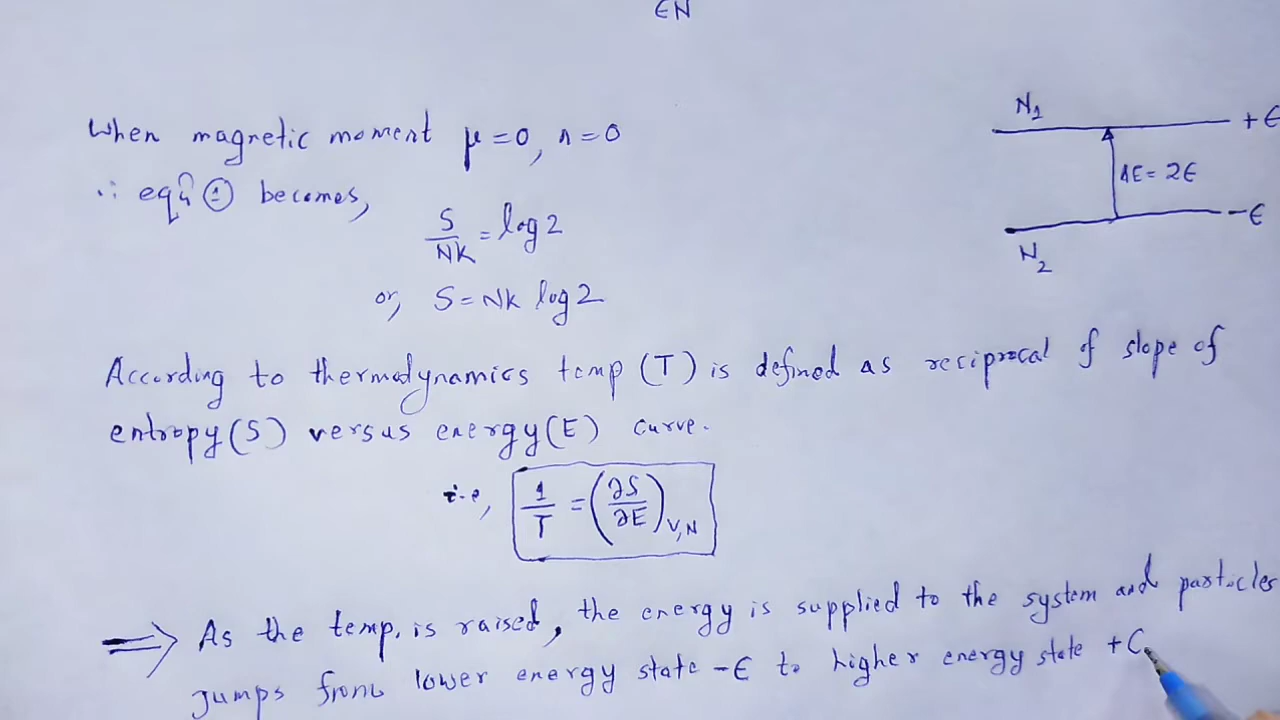 ϵN
When magnetic moment μ=0, n=0
∴ eqⁿ ① becomes,
S/NK = log 2
or, S = NK log 2
N₁ +ϵ
ΔE = 2ϵ
N₂ -ϵ
According to thermodynamics temp (T) is defined as reciprocal of slope of
entropy (S) versus energy (E) curve.
i.e, 1/T = (∂S/∂E)V,N
⇒ As the temp. is raised, the energy is supplied to the system and particles
jumps from lower energy state -ϵ to higher energy state +C